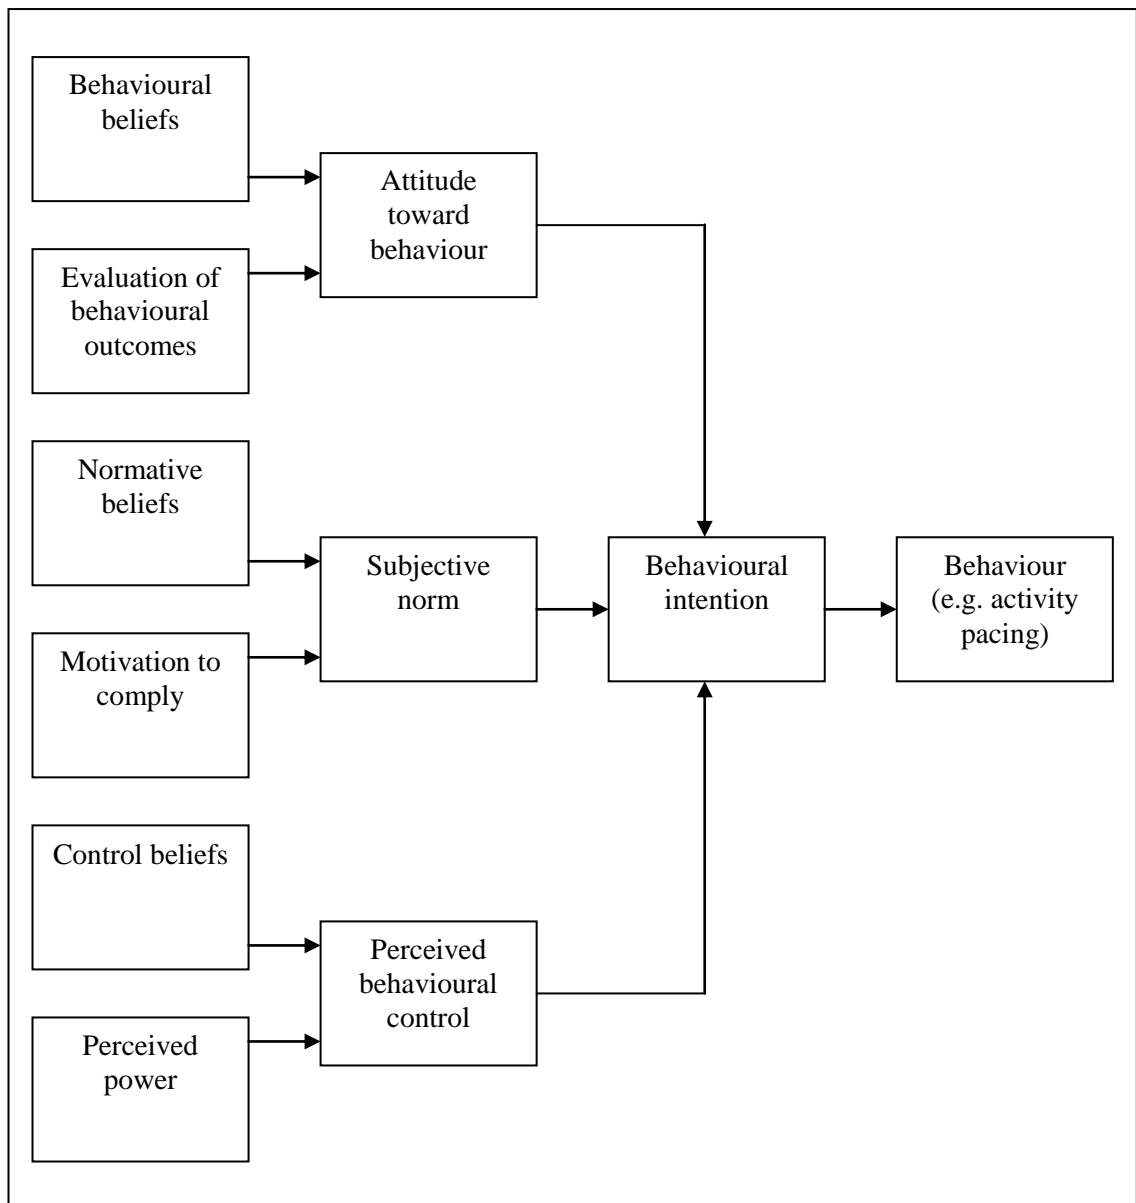 Behavioural
beliefs
Attitude
toward
behaviour
Evaluation of
behavioural
outcomes
Normative
beliefs
Subjective
norm
Motivation to
comply
Behavioural
intention
Behaviour
(e.g. activity
pacing)
Control beliefs
Perceived
behavioural
control
Perceived
power